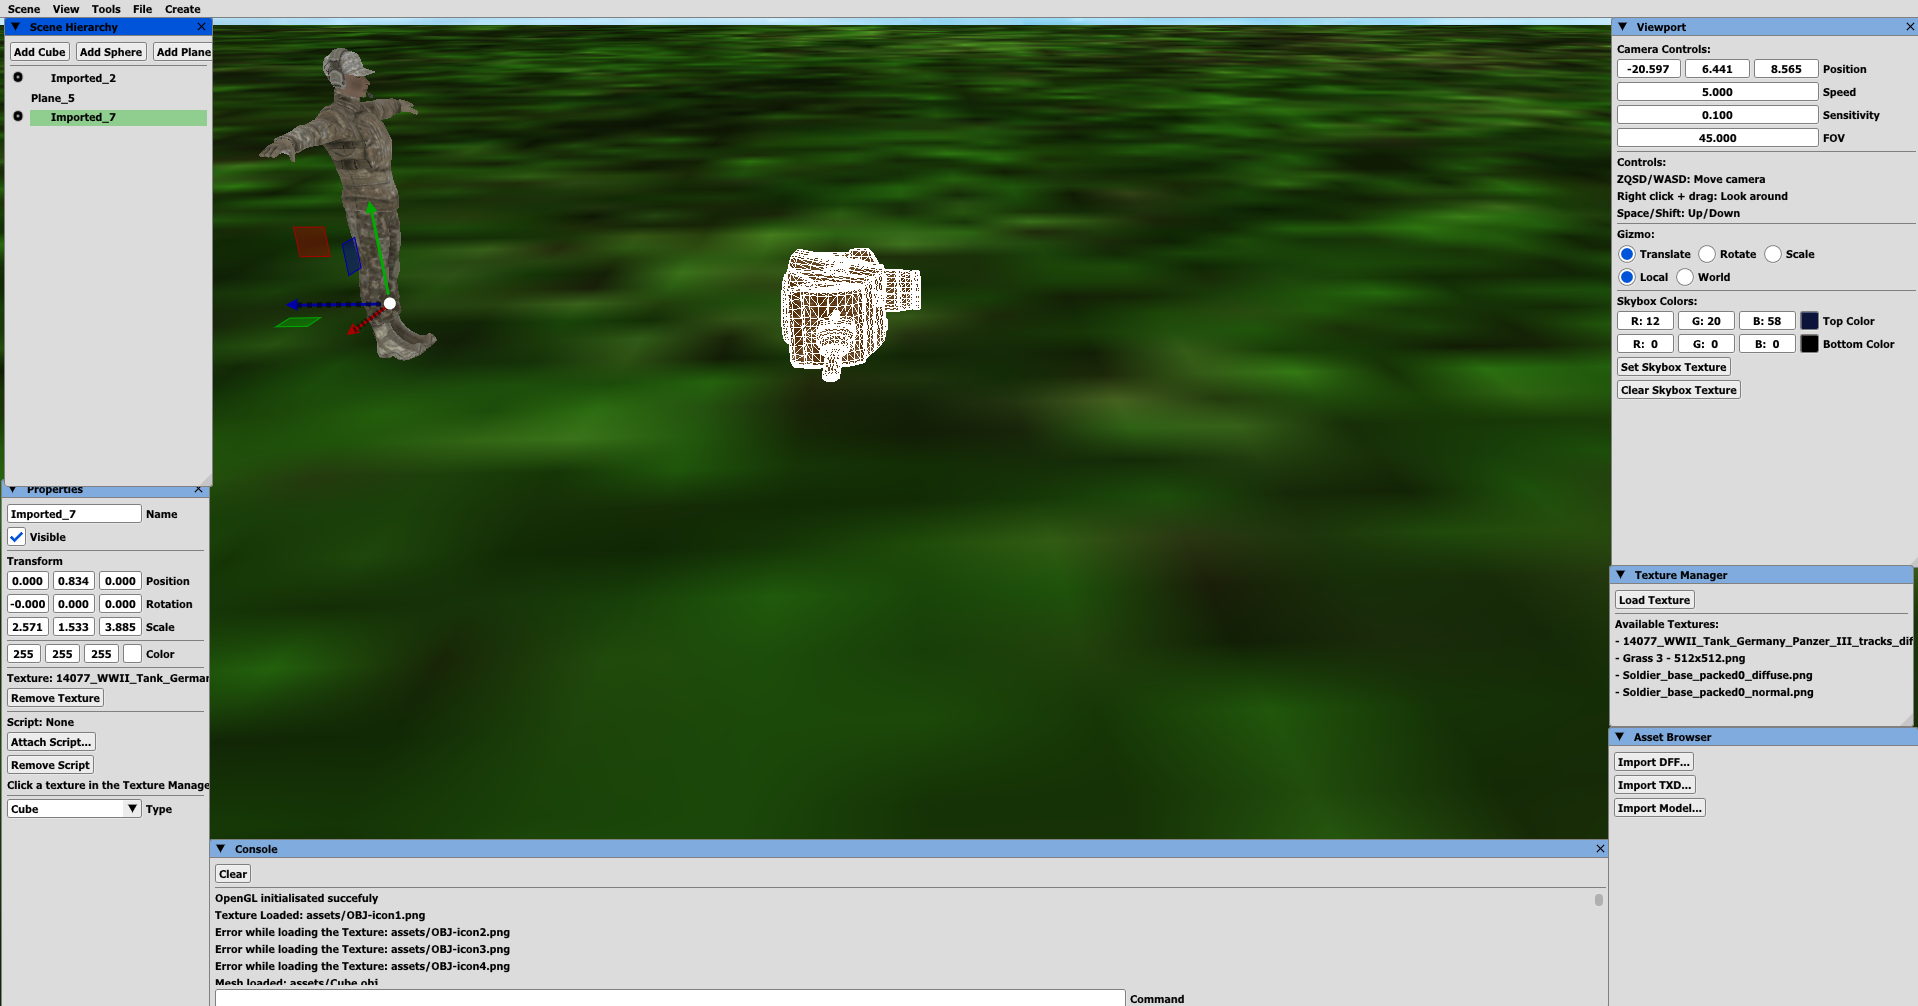 Scene View Tools File Create
Scene Hierarchy
Add Cube Add Sphere Add Plane
Imported_2
Plane_5
Imported_7
Properties
Imported_7 Name
Visible
Transform
0.000 0.834 0.000 Position
-0.000 0.000 0.000 Rotation
2.571 1.533 3.885 Scale
255 255 255 Color
Texture: 14077_WWII_Tank_German
Remove Texture
Script: None
Attach Script...
Remove Script
Click a texture in the Texture Manage
Cube Type
Console
Clear
OpenGL initialisated succefuly
Texture Loaded: assets/OBJ-icon1.png
Error while loading the Texture: assets/OBJ-icon2.png
Error while loading the Texture: assets/OBJ-icon3.png
Error while loading the Texture: assets/OBJ-icon4.png
Mesh loaded: assets/Cube.obj
Command
Viewport
Camera Controls:
-20.597 6.441 8.565 Position
5.000 Speed
0.100 Sensitivity
45.000 FOV
Controls:
ZQSD/WASD: Move camera
Right click + drag: Look around
Space/Shift: Up/Down
Gizmo:
Translate Rotate Scale
Local World
Skybox Colors:
R: 12 G: 20 B: 58 Top Color
R: 0 G: 0 B: 0 Bottom Color
Set Skybox Texture
Clear Skybox Texture
Texture Manager
Load Texture
Available Textures:
- 14077_WWII_Tank_Germany_Panzer_III_tracks_dif
- Grass 3 - 512x512.png
- Soldier_base_packed0_diffuse.png
- Soldier_base_packed0_normal.png
Asset Browser
Import DFF...
Import TXD...
Import Model...